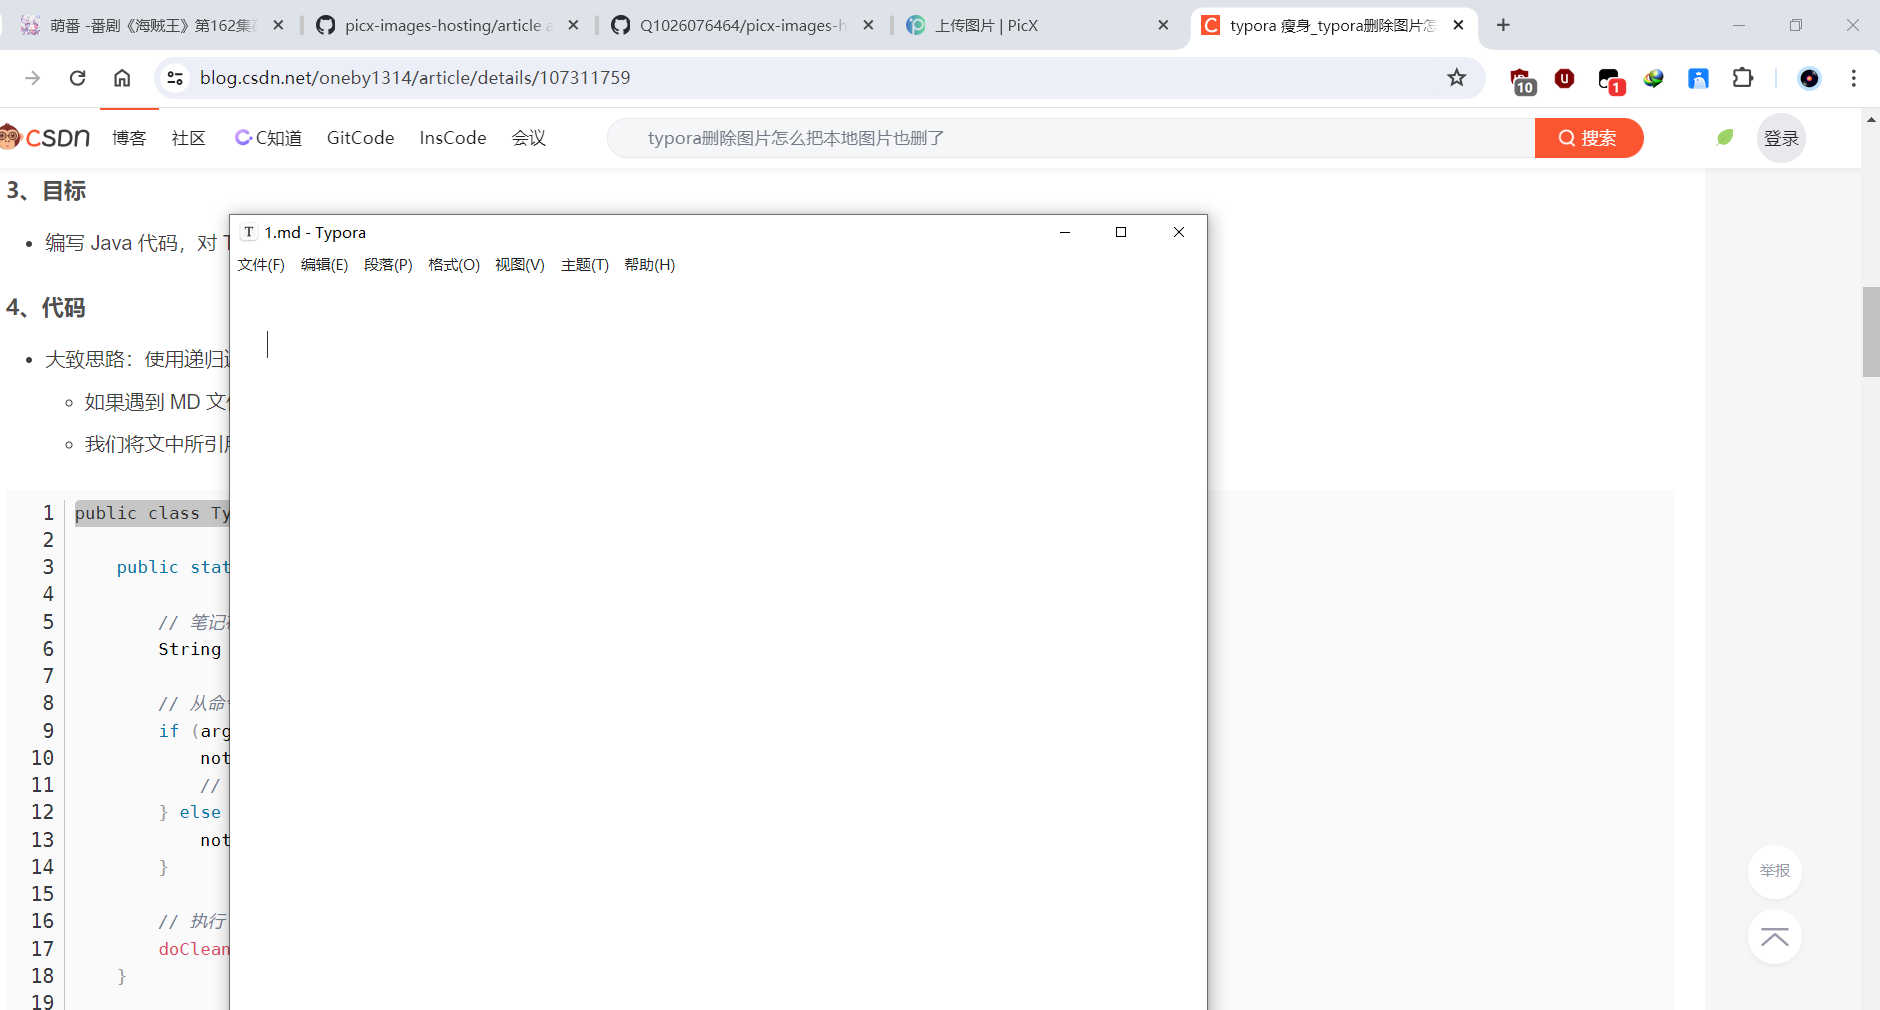 萌番 -番剧《海贼王》第162集在
picx-images-hosting/article a
Q1026076464/picx-images-h
上传图片 | PicX
typora 瘦身_typora删除图片怎
blog.csdn.net/oneby1314/article/details/107311759
10
1
CSDN 博客 社区 C知道 GitCode InsCode 会议
typora删除图片怎么把本地图片也删了
搜索
登录
3、目标
1.md - Typora
编写 Java 代码，对 T
文件(F) 编辑(E) 段落(P) 格式(O) 视图(V) 主题(T) 帮助(H)
4、代码
大致思路：使用递归
如果遇到 MD 文
我们将文中所引
1 public class Ty
2
3 public stat
4
5 // 笔记
6 String
7
8 // 从命
9 if (arg
10 not
11 //
12 } else
13 not
14 }
15
16 // 执行
17 doClean
18 }
19
举报